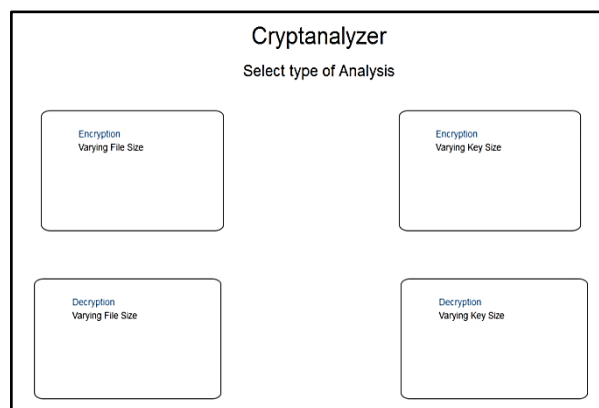 Cryptanalyzer
Select type of Analysis
Encryption
Varying File Size
Encryption
Varying Key Size
Decryption
Varying File Size
Decryption
Varying Key Size